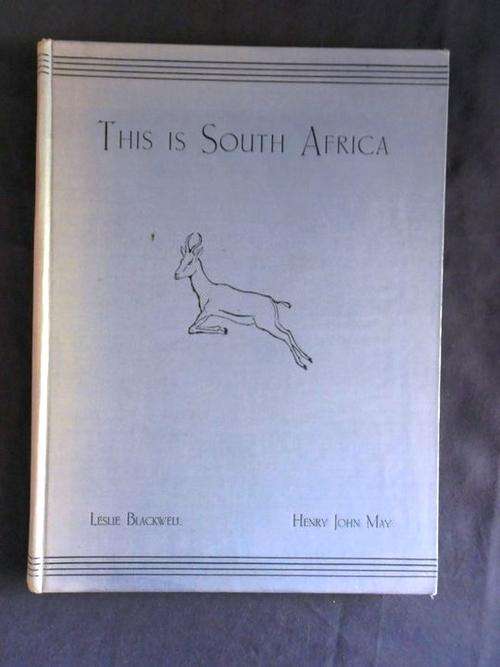 This is South Africa
Leslie Blackwell Henry John May